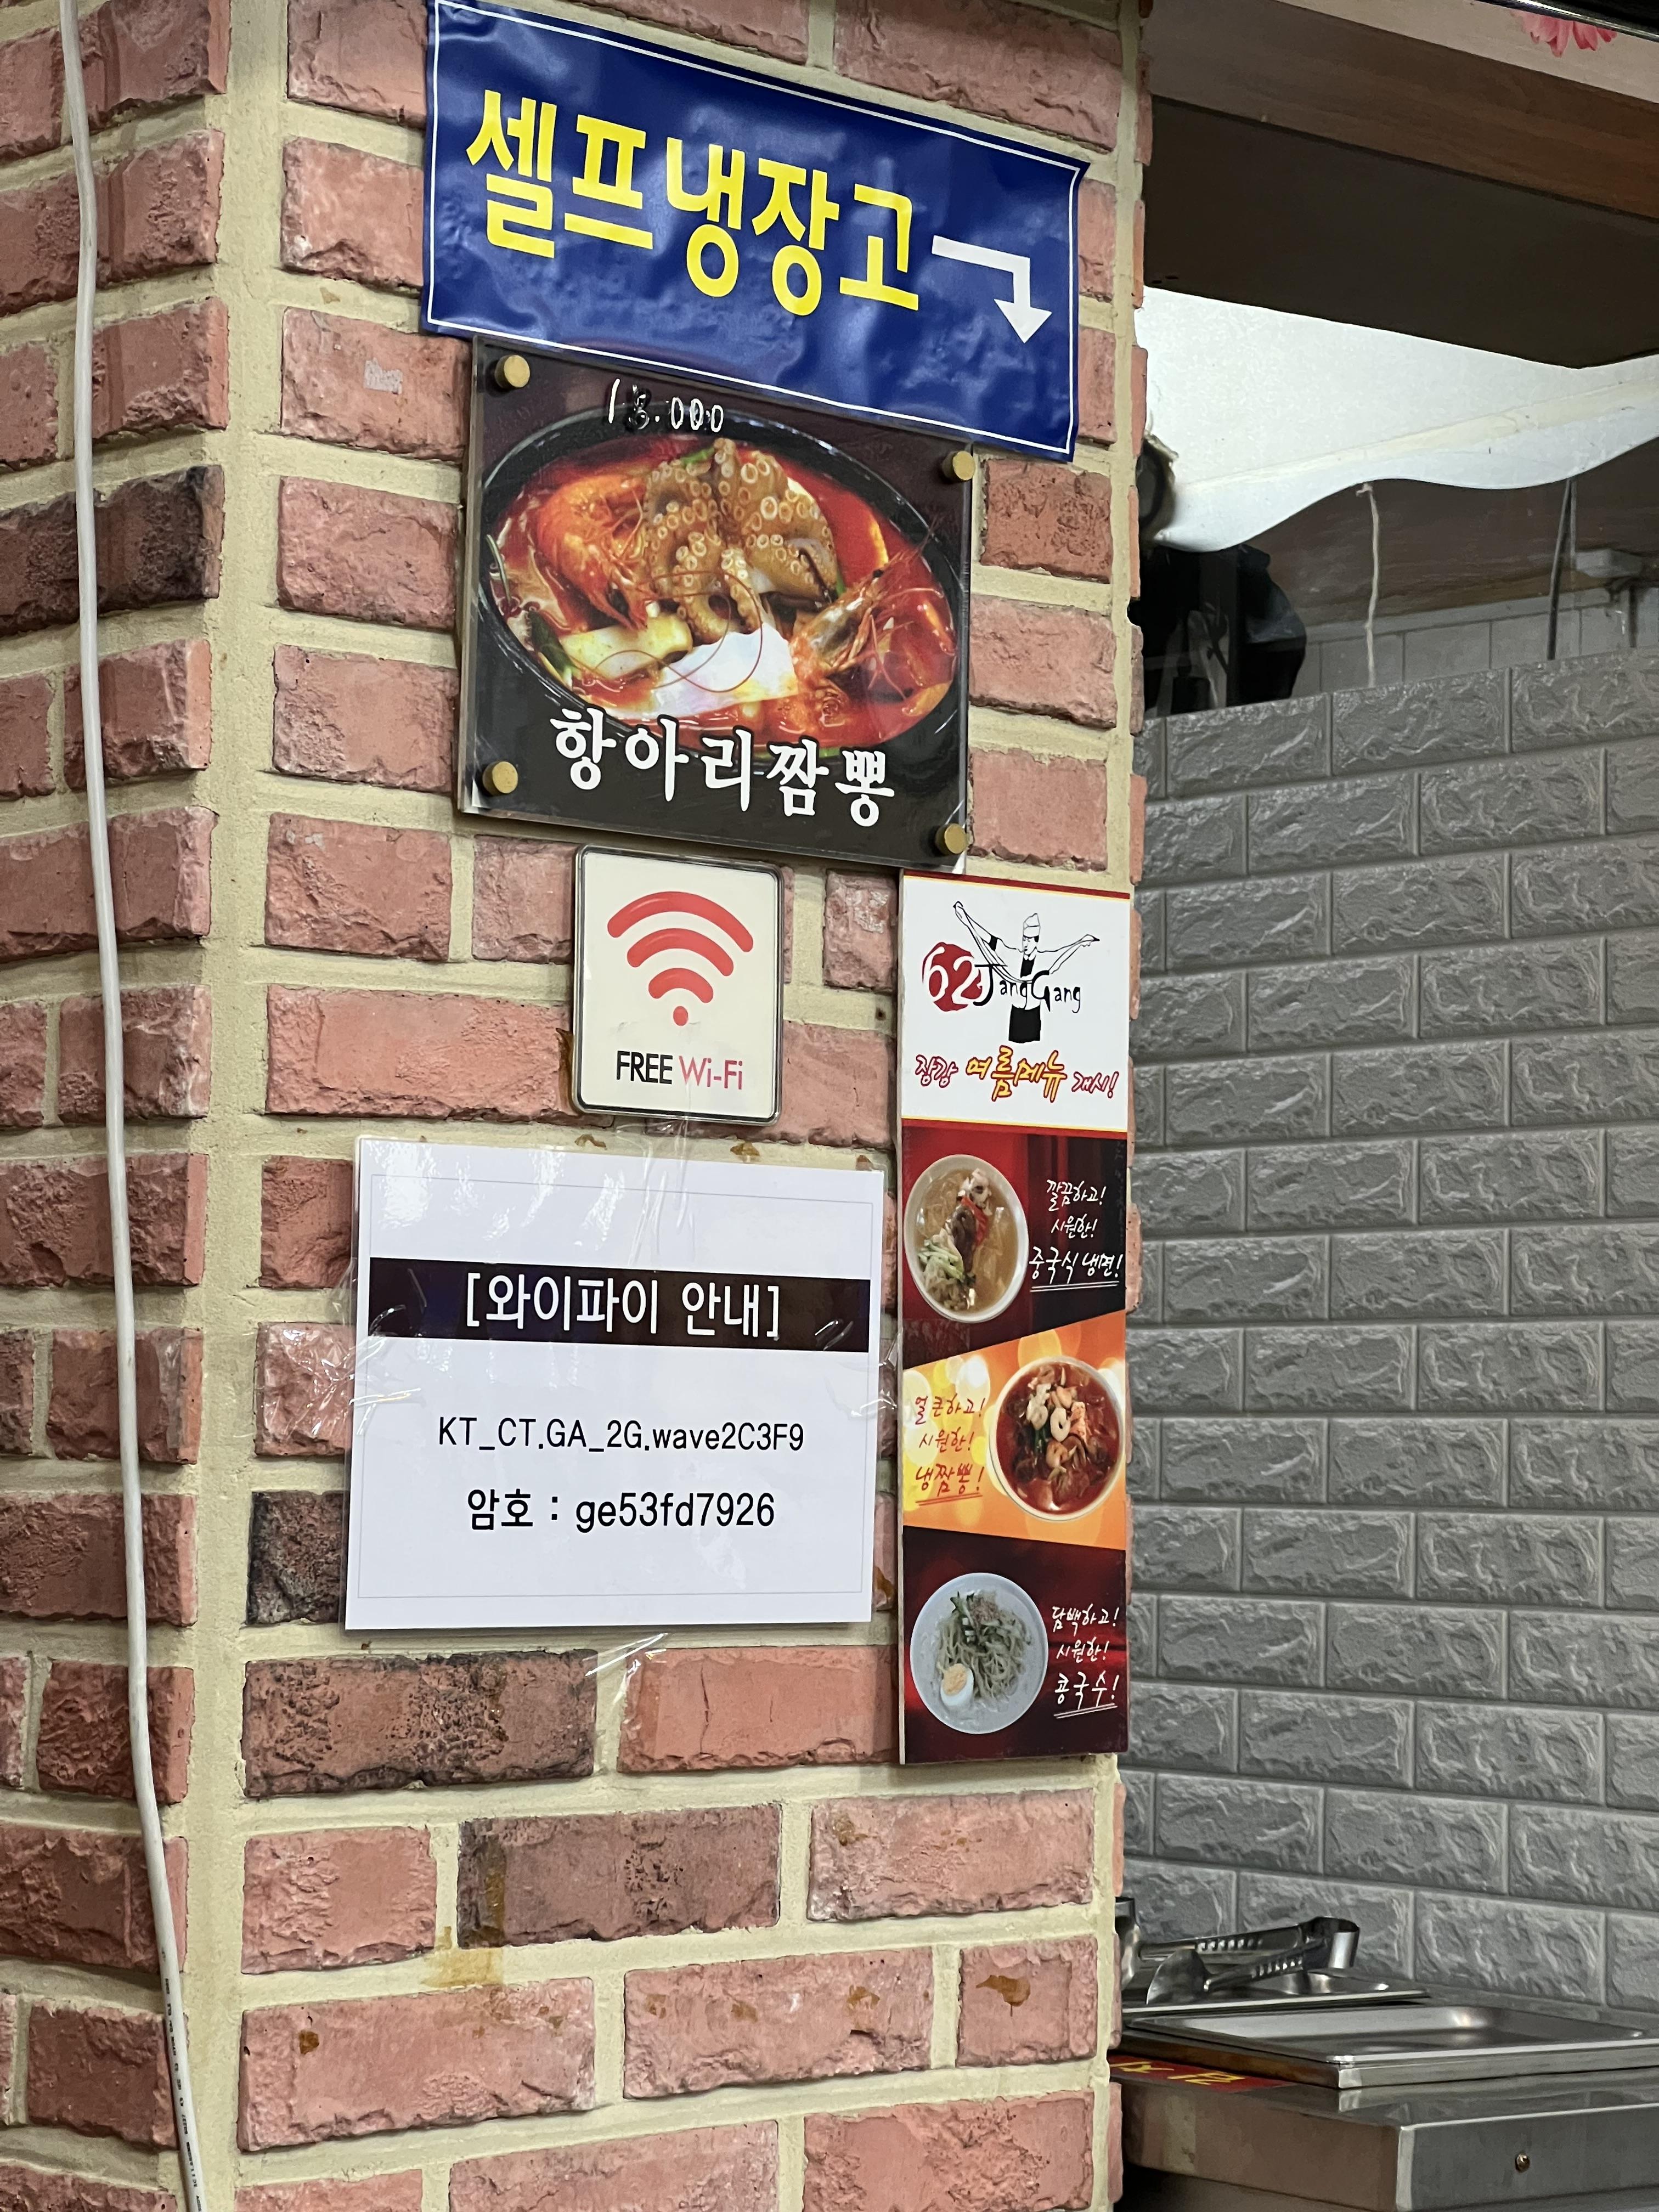 셀프냉장고
항아리짬뽕
FREE Wi-Fi
[와이파이 안내]
KT_CT.GA_2G.wave2C3F9
암호 : ge53fd7926
62 JangGang
장강 여름메뉴 개시!
깔끔하고!
시원한!
중국식 냉면!
얼큰하고!
시원한!
냉짬뽕!
담백하고!
시원한!
콩국수!